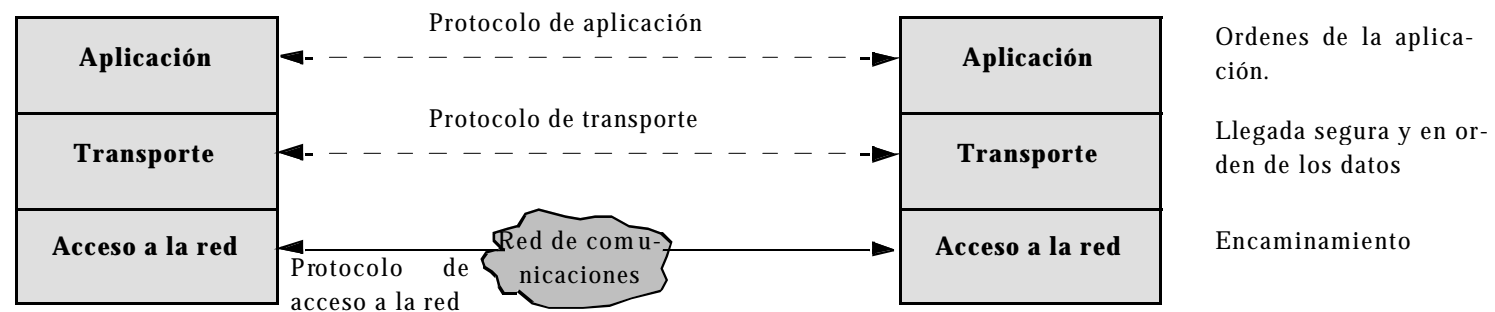 Protocolo de aplicación
Aplicación
Aplicación
Ordenes de la aplica-
ción.
Protocolo de transporte
Transporte
Transporte
Llegada segura y en or-
den de los datos
Acceso a la red
Red de comu-
nicaciones
Acceso a la red
Encaminamiento
Protocolo de
acceso a la red